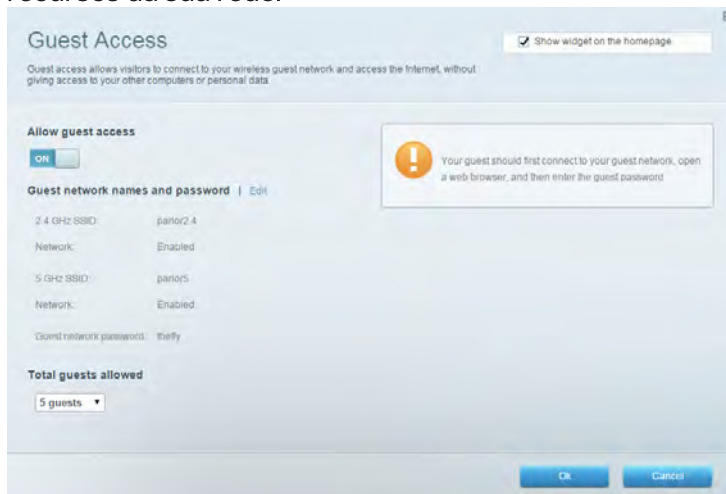 Guest Access
Show widget on the homepage
Guest access allows visitors to connect to your wireless guest network and access the Internet, without
giving access to your other computers or personal data.
Allow guest access
ON
Your guest should first connect to your guest network, open
a web browser, and then enter the guest password
Guest network names and password | Edit
2.4 GHz SSID:
parlor2.4
Network:
Enabled
5 GHz SSID:
parlor5
Network:
Enabled
Guest network password:
thefly
Total guests allowed
5 guests
Ok
Cancel